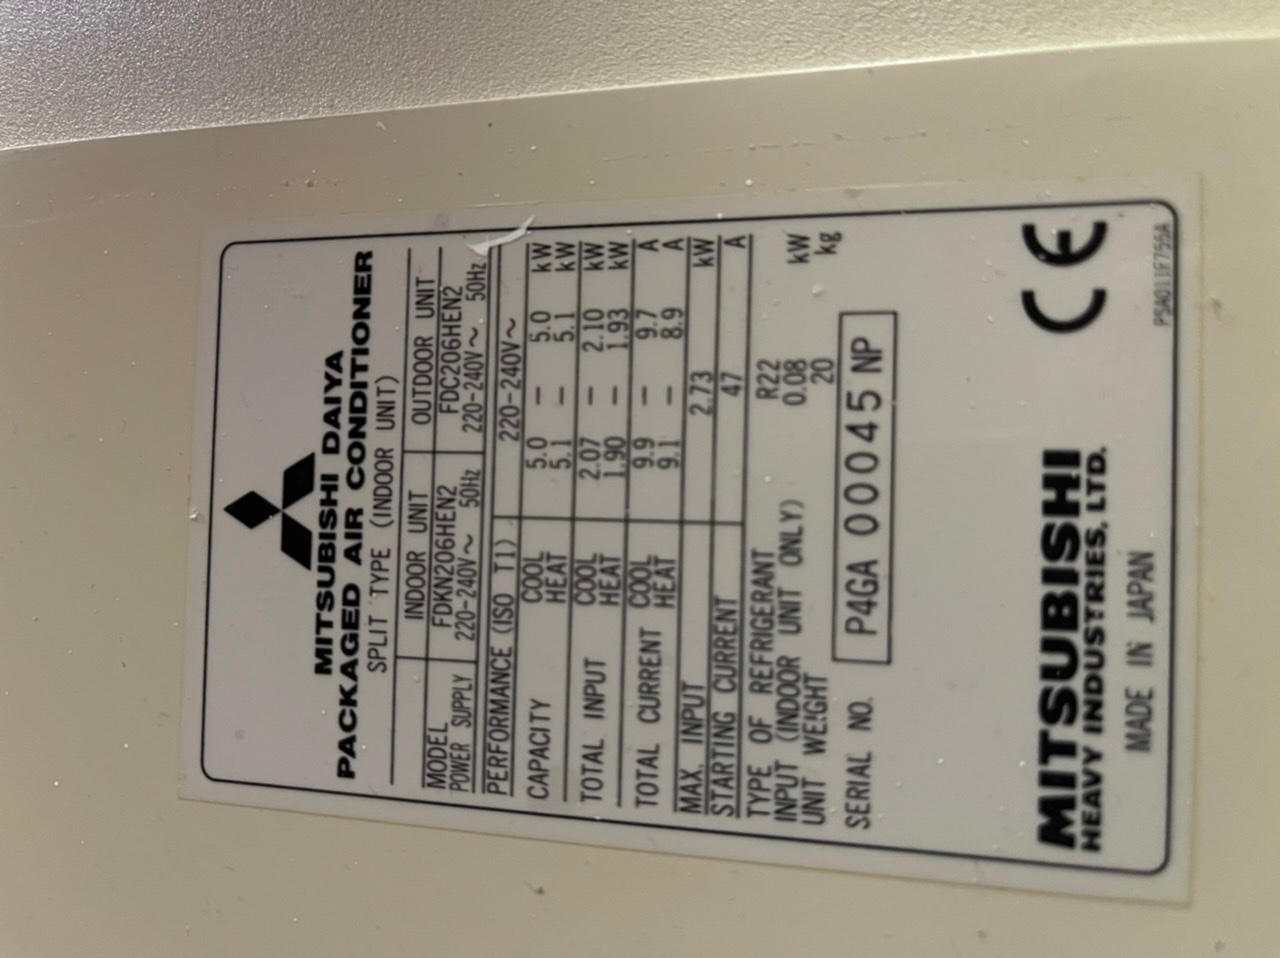 MITSUBISHI DAIYA
PACKAGED AIR CONDITIONER
SPLIT TYPE (INDOOR UNIT)
INDOOR UNIT OUTDOOR UNIT
MODEL FDKN206HEN2 FDC206HEN2
POWER SUPPLY 220-240V~ 50Hz 220-240V~ 50Hz
PERFORMANCE (ISO T1) 220-240V~
CAPACITY COOL 5.0 — 5.0 kW
HEAT 5.1 — 5.1 kW
TOTAL INPUT COOL 2.07 — 2.10 kW
HEAT 1.90 — 1.93 kW
TOTAL CURRENT COOL 9.9 — 9.7 A
HEAT 9.1 — 8.9 A
MAX. INPUT 2.73 kW
STARTING CURRENT 47 A
TYPE OF REFRIGERANT R22
INPUT (INDOOR UNIT ONLY) 0.08 kW
UNIT WEIGHT 20 kg
SERIAL NO. P4GA 00045 NP
MITSUBISHI
HEAVY INDUSTRIES, LTD.
MADE IN JAPAN
CE